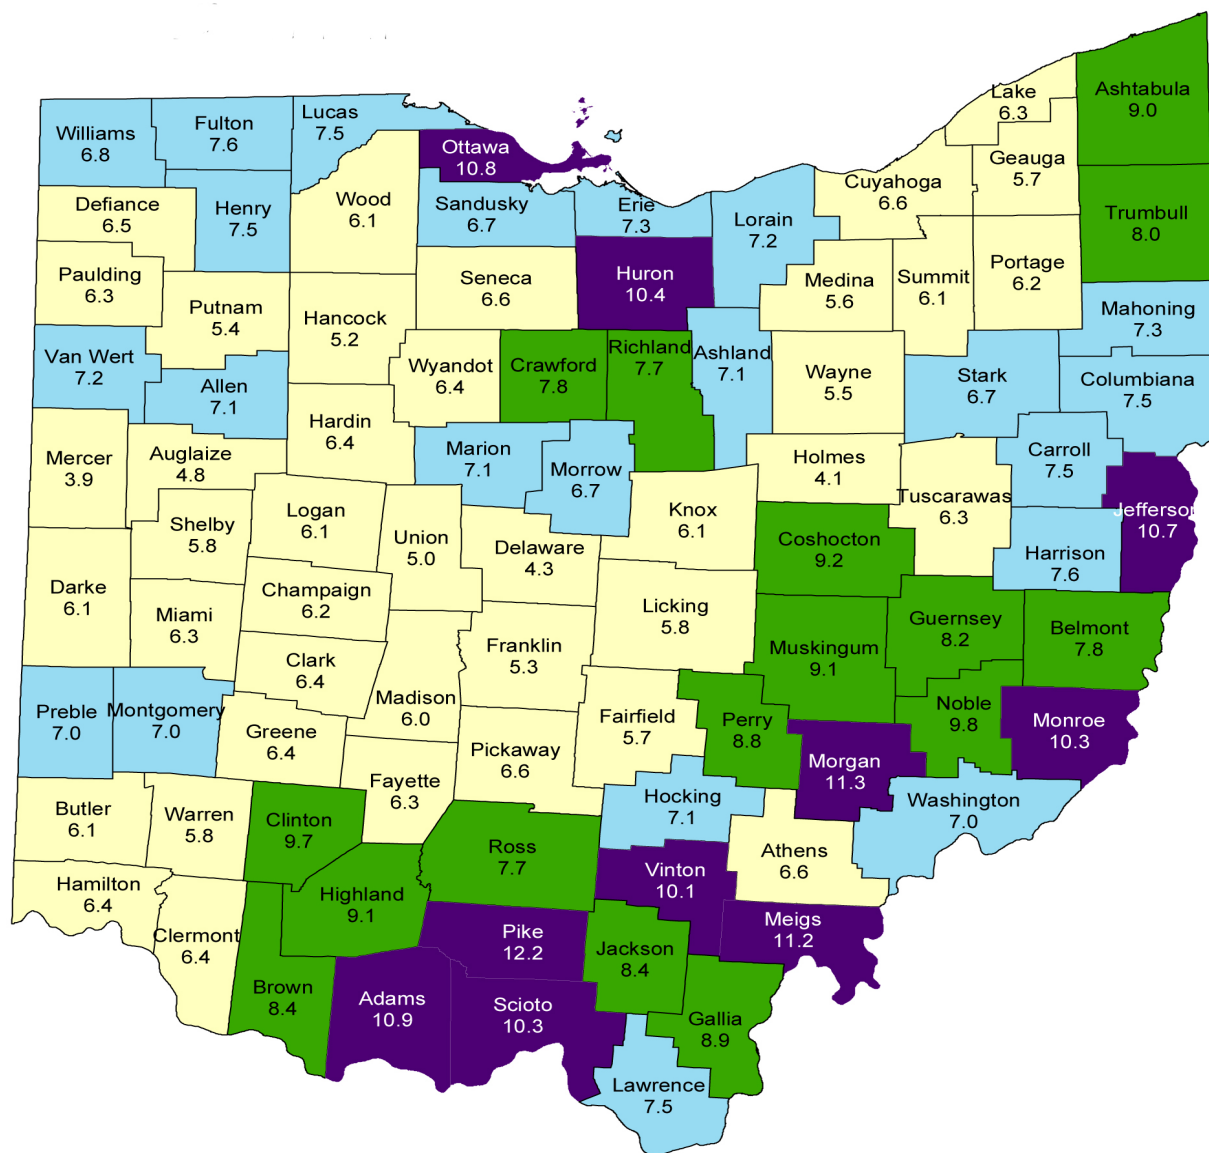 Lake
6.3
Ashtabula
9.0
Williams
6.8
Fulton
7.6
Lucas
7.5
Ottawa
10.8
Geauga
5.7
Cuyahoga
6.6
Defiance
6.5
Henry
7.5
Wood
6.1
Sandusky
6.7
Erie
7.3
Lorain
7.2
Trumbull
8.0
Paulding
6.3
Putnam
5.4
Hancock
5.2
Seneca
6.6
Huron
10.4
Medina
5.6
Summit
6.1
Portage
6.2
Mahoning
7.3
Van Wert
7.2
Allen
7.1
Wyandot
6.4
Crawford
7.8
Richland
7.7
Ashland
7.1
Wayne
5.5
Stark
6.7
Columbiana
7.5
Mercer
3.9
Auglaize
4.8
Hardin
6.4
Marion
7.1
Morrow
6.7
Holmes
4.1
Tuscarawas
6.3
Carroll
7.5
Jefferson
10.7
Shelby
5.8
Logan
6.1
Union
5.0
Delaware
4.3
Knox
6.1
Coshocton
9.2
Harrison
7.6
Darke
6.1
Miami
6.3
Champaign
6.2
Clark
6.4
Madison
6.0
Franklin
5.3
Licking
5.8
Muskingum
9.1
Guernsey
8.2
Belmont
7.8
Preble
7.0
Montgomery
7.0
Greene
6.4
Fayette
6.3
Pickaway
6.6
Fairfield
5.7
Perry
8.8
Morgan
11.3
Noble
9.8
Monroe
10.3
Butler
6.1
Warren
5.8
Clinton
9.7
Ross
7.7
Hocking
7.1
Athens
6.6
Washington
7.0
Hamilton
6.4
Clermont
6.4
Highland
9.1
Pike
12.2
Vinton
10.1
Meigs
11.2
Brown
8.4
Adams
10.9
Scioto
10.3
Jackson
8.4
Gallia
8.9
Lawrence
7.5